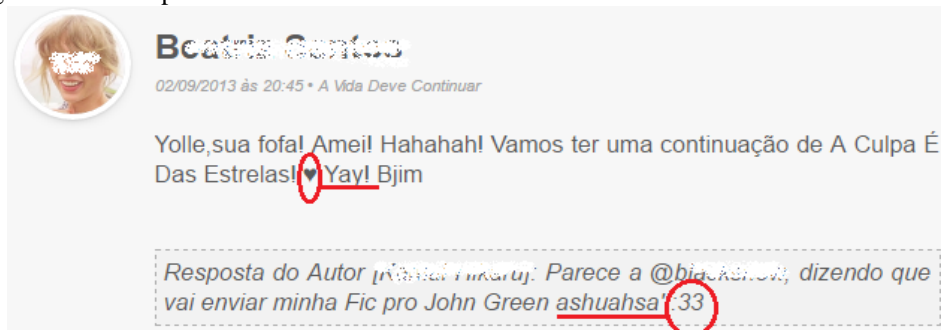 02/09/2013 às 20:45 • A Vida Deve Continuar
Yolle,sua fofa! Amei! Hahahah! Vamos ter uma continuação de A Culpa É
Das Estrelas! ♥ Yay! Bjim
Resposta do Autor : Parece a dizendo que
vai enviar minha Fic pro John Green ashuahsa" :33